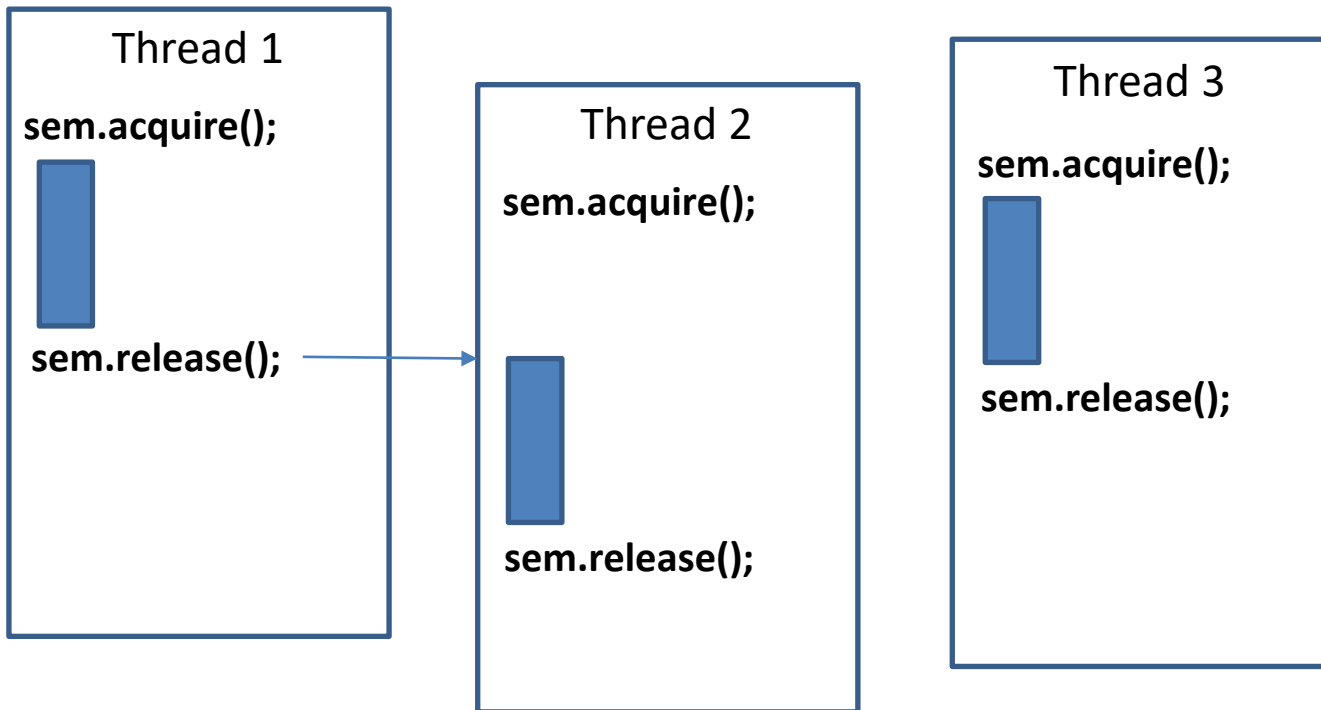 Thread 1
sem.acquire();
sem.release();
Thread 2
sem.acquire();
sem.release();
Thread 3
sem.acquire();
sem.release();